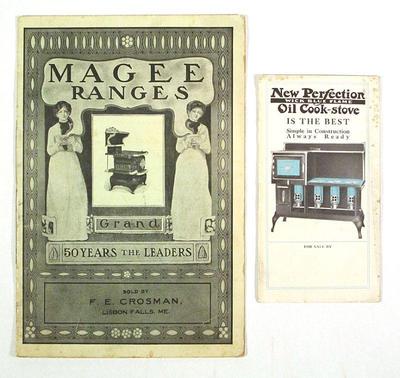 MAGEE
RANGES
Grand
50 YEARS THE LEADERS
SOLD BY
F. E. CROSMAN,
LISBON FALLS, ME.
New Perfection
WICK BLUE FLAME
Oil Cook-stove
IS THE BEST
Simple in Construction
Always Ready
FOR SALE BY